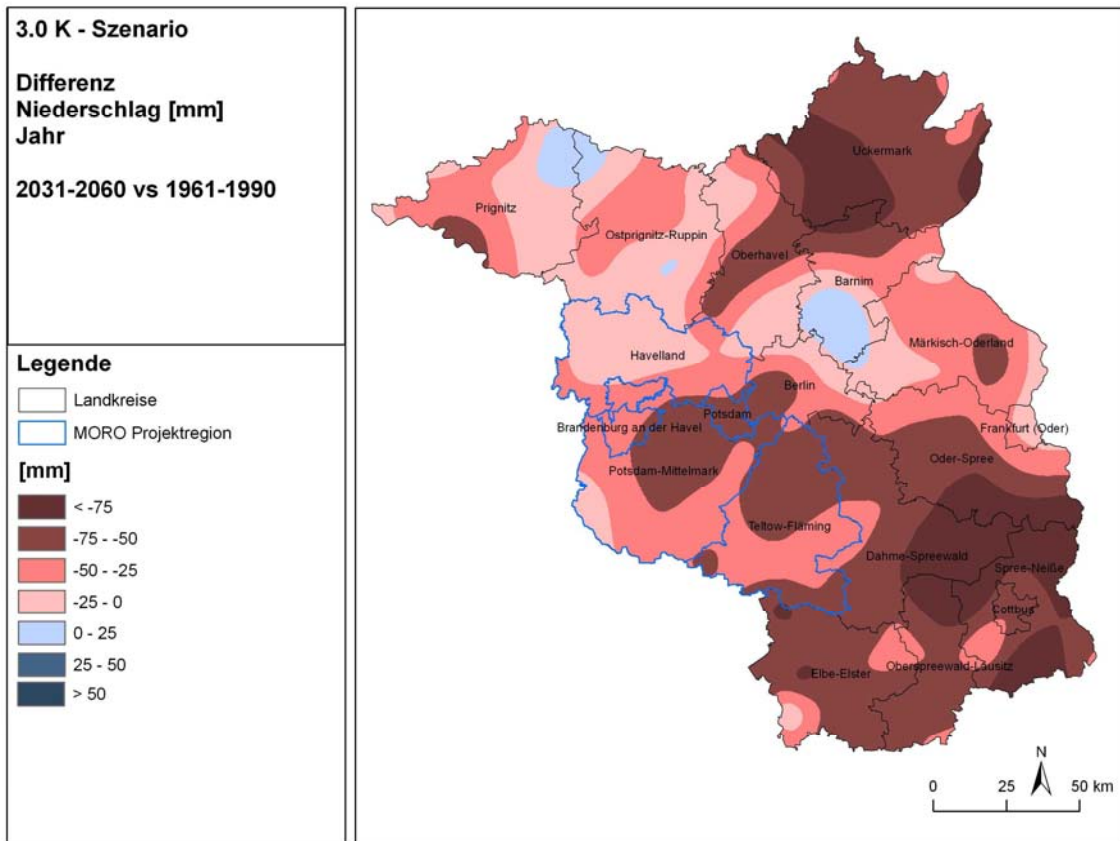 3.0 K - Szenario
Differenz
Niederschlag [mm]
Jahr
2031-2060 vs 1961-1990
Legende
Landkreise
MORO Projektregion
[mm]
< -75
-75 - -50
-50 - -25
-25 - 0
0 - 25
25 - 50
> 50
Uckermark
Prignitz
Ostprignitz-Ruppin
Oberhavel
Barnim
Märkisch-Oderland
Havelland
Berlin
Potsdam
Brandenburg an der Havel
Frankfurt (Oder)
Oder-Spree
Potsdam-Mittelmark
Teltow-Fläming
Dahme-Spreewald
Spree-Neiße
Cottbus
Elbe-Elster
Oberspreewald-Lausitz
N
0 25 50 km